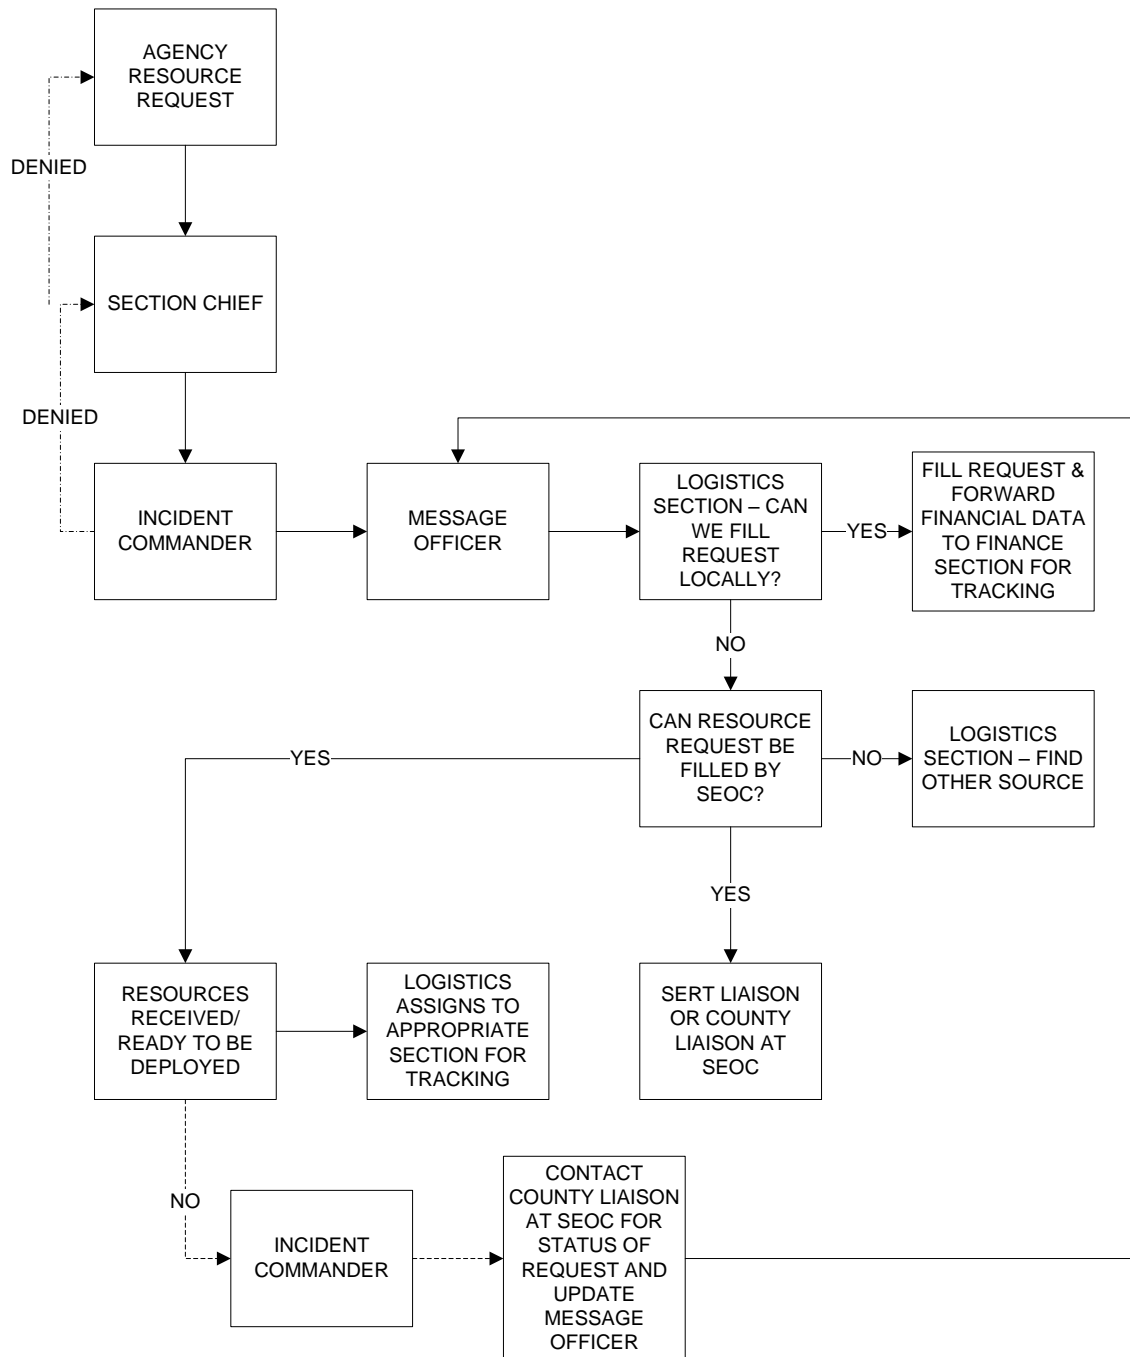 AGENCY
RESOURCE
REQUEST
DENIED
SECTION CHIEF
DENIED
INCIDENT
COMMANDER
MESSAGE
OFFICER
LOGISTICS
SECTION – CAN
WE FILL
REQUEST
LOCALLY?
YES
FILL REQUEST &
FORWARD
FINANCIAL DATA
TO FINANCE
SECTION FOR
TRACKING
NO
CAN RESOURCE
REQUEST BE
FILLED BY
SEOC?
YES
NO
LOGISTICS
SECTION – FIND
OTHER SOURCE
YES
RESOURCES
RECEIVED/
READY TO BE
DEPLOYED
LOGISTICS
ASSIGNS TO
APPROPRIATE
SECTION FOR
TRACKING
SERT LIAISON
OR COUNTY
LIAISON AT
SEOC
NO
INCIDENT
COMMANDER
CONTACT
COUNTY LIAISON
AT SEOC FOR
STATUS OF
REQUEST AND
UPDATE
MESSAGE
OFFICER